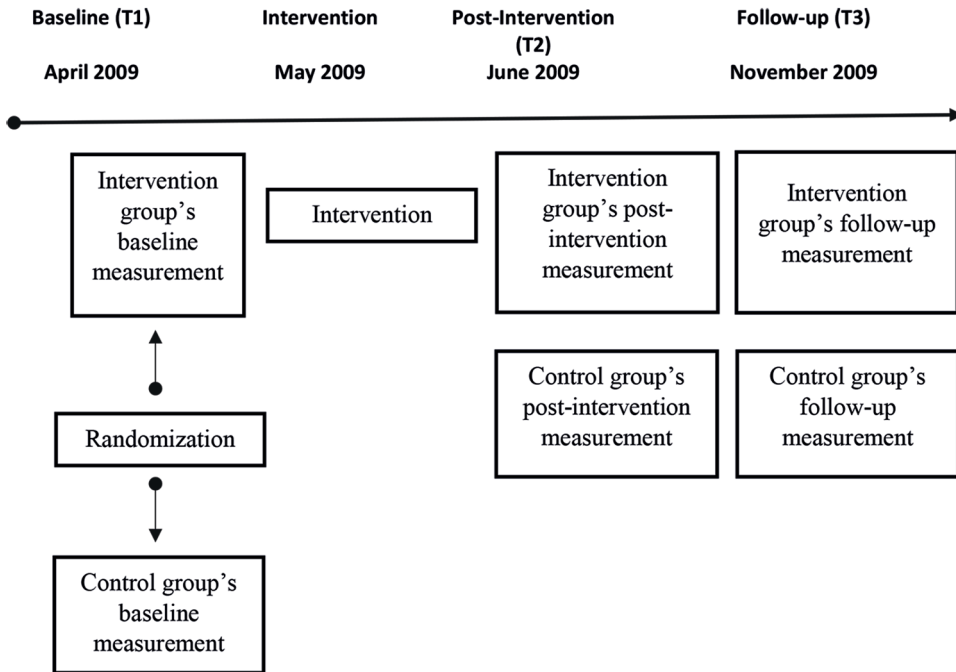 Baseline (T1)
Intervention
Post-Intervention
(T2)
Follow-up (T3)
April 2009
May 2009
June 2009
November 2009
Intervention
group's
baseline
measurement
Intervention
Intervention
group's post-
intervention
measurement
Intervention
group's follow-up
measurement
Randomization
Control group's
post-intervention
measurement
Control group's
follow-up
measurement
Control group's
baseline
measurement